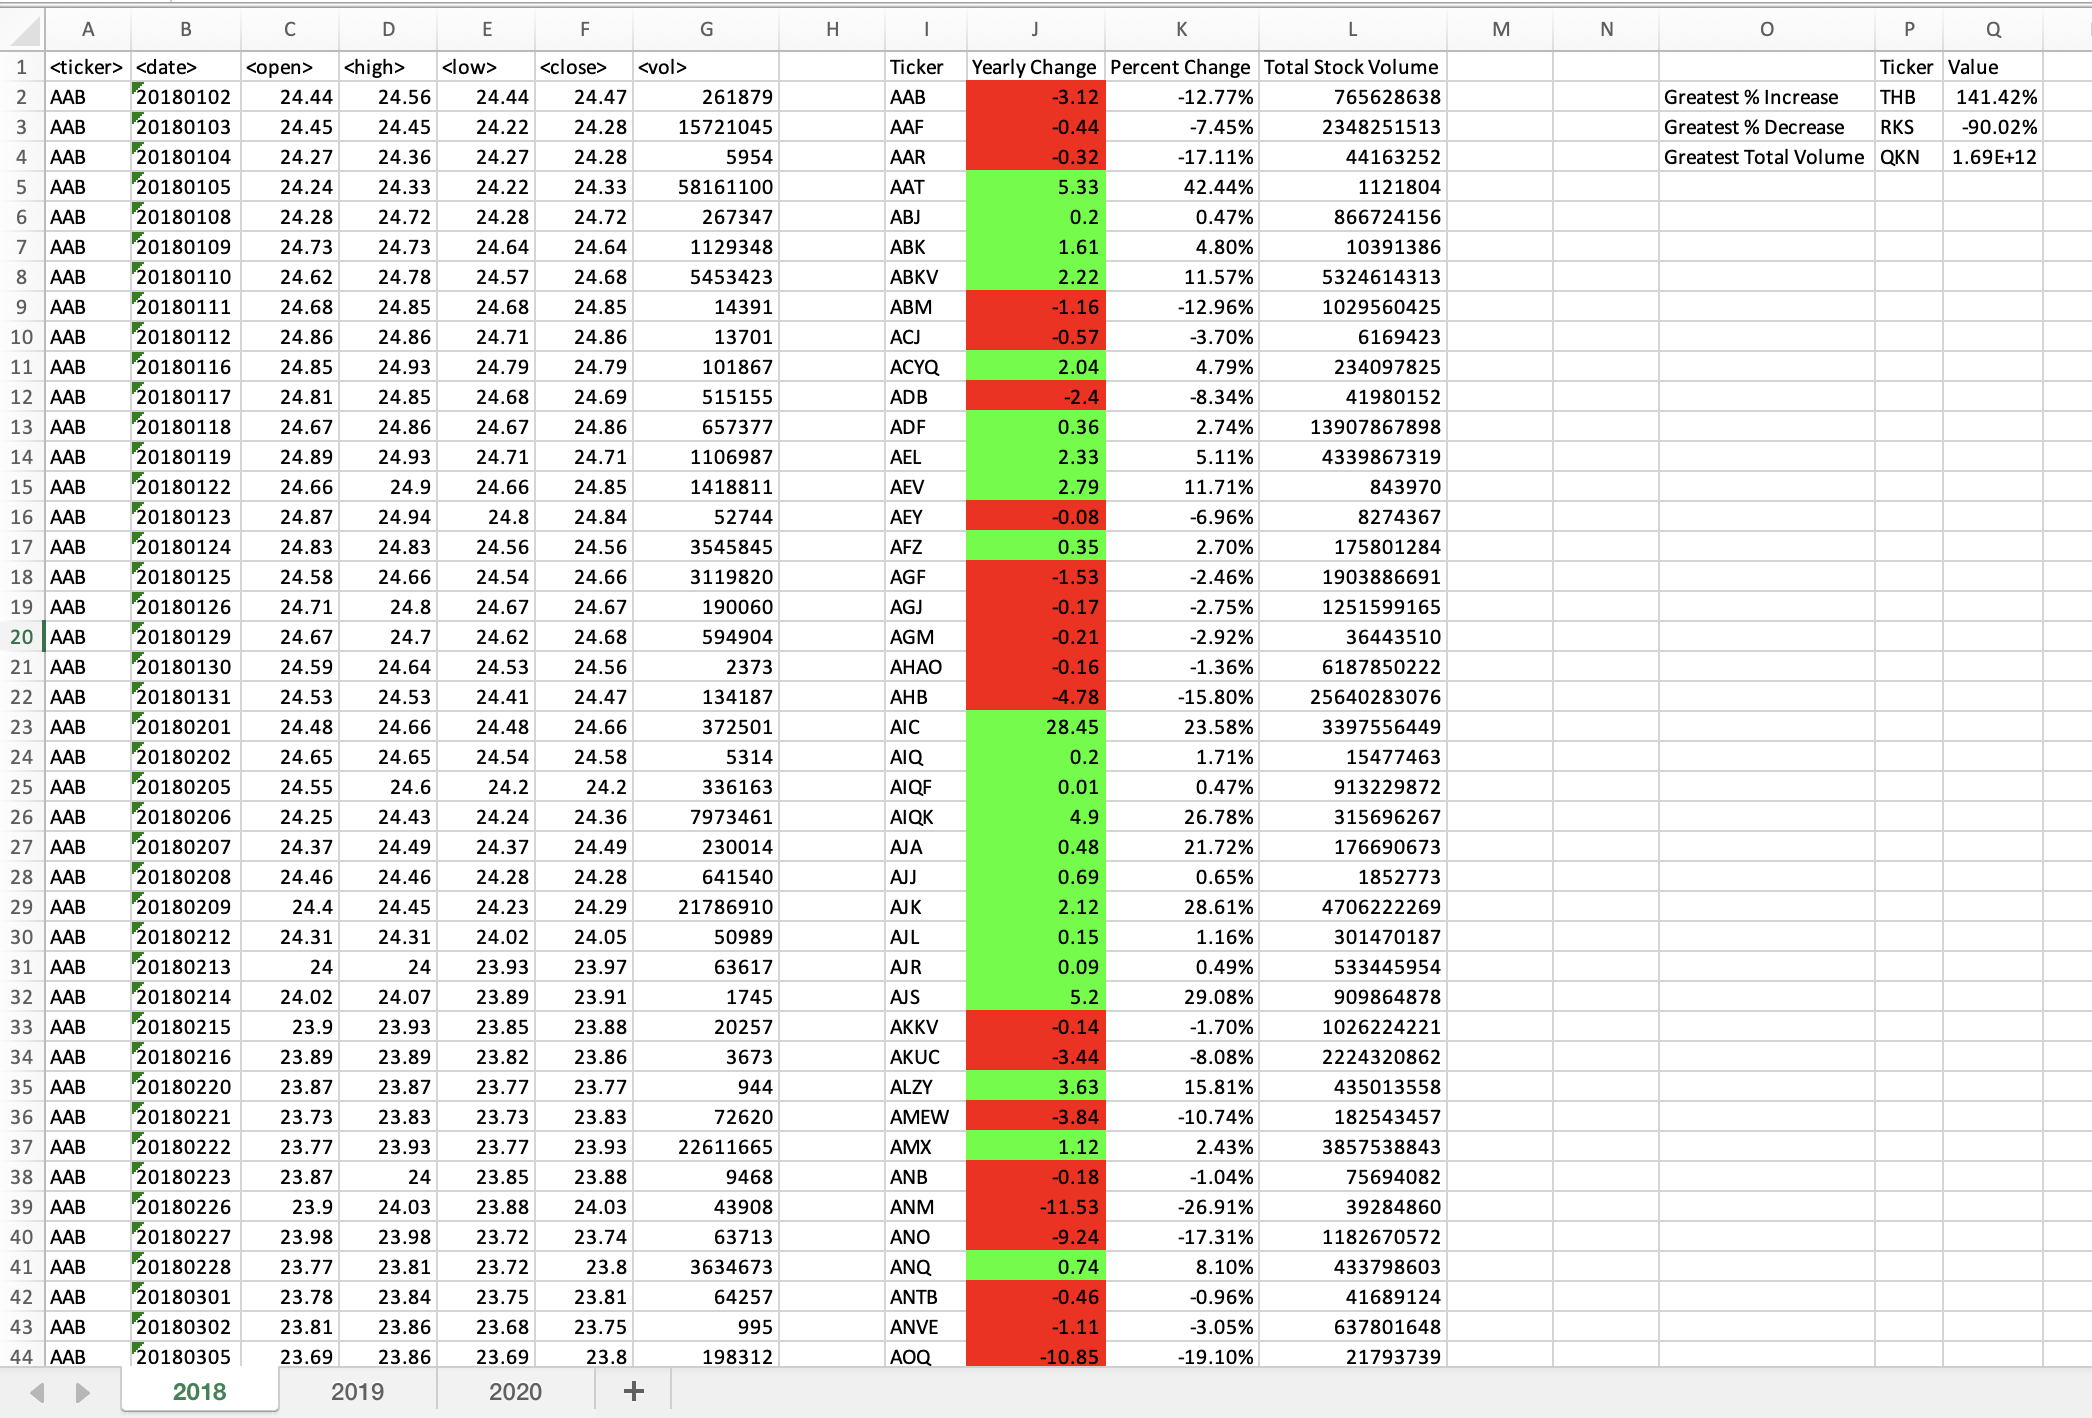 A B C D E F G H I J K L M N O P Q
1 <ticker> <date> <open> <high> <low> <close> <vol> Ticker Yearly Change Percent Change Total Stock Volume Ticker Value
2 AAB 20180102 24.44 24.56 24.44 24.47 261879 AAB -3.12 -12.77% 765628638 Greatest % Increase THB 141.42%
3 AAB 20180103 24.45 24.45 24.22 24.28 15721045 AAF -0.44 -7.45% 2348251513 Greatest % Decrease RKS -90.02%
4 AAB 20180104 24.27 24.36 24.27 24.28 5954 AAR -0.32 -17.11% 44163252 Greatest Total Volume QKN 1.69E+12
5 AAB 20180105 24.24 24.33 24.22 24.33 58161100 AAT 5.33 42.44% 1121804
6 AAB 20180108 24.28 24.72 24.28 24.72 267347 ABJ 0.2 0.47% 866724156
7 AAB 20180109 24.73 24.73 24.64 24.64 1129348 ABK 1.61 4.80% 10391386
8 AAB 20180110 24.62 24.78 24.57 24.68 5453423 ABKV 2.22 11.57% 5324614313
9 AAB 20180111 24.68 24.85 24.68 24.85 14391 ABM -1.16 -12.96% 1029560425
10 AAB 20180112 24.86 24.86 24.71 24.86 13701 ACJ -0.57 -3.70% 6169423
11 AAB 20180116 24.85 24.93 24.79 24.79 101867 ACYQ 2.04 4.79% 234097825
12 AAB 20180117 24.81 24.85 24.68 24.69 515155 ADB -2.4 -8.34% 41980152
13 AAB 20180118 24.67 24.86 24.67 24.86 657377 ADF 0.36 2.74% 13907867898
14 AAB 20180119 24.89 24.93 24.71 24.71 1106987 AEL 2.33 5.11% 4339867319
15 AAB 20180122 24.66 24.9 24.66 24.85 1418811 AEV 2.79 11.71% 843970
16 AAB 20180123 24.87 24.94 24.8 24.84 52744 AEY -0.08 -6.96% 8274367
17 AAB 20180124 24.83 24.83 24.56 24.56 3545845 AFZ 0.35 2.70% 175801284
18 AAB 20180125 24.58 24.66 24.54 24.66 3119820 AGF -1.53 -2.46% 1903886691
19 AAB 20180126 24.71 24.8 24.67 24.67 190060 AGJ -0.17 -2.75% 1251599165
20 AAB 20180129 24.67 24.7 24.62 24.68 594904 AGM -0.21 -2.92% 36443510
21 AAB 20180130 24.59 24.64 24.53 24.56 2373 AHAO -0.16 -1.36% 6187850222
22 AAB 20180131 24.53 24.53 24.41 24.47 134187 AHB -4.78 -15.80% 25640283076
23 AAB 20180201 24.48 24.66 24.48 24.66 372501 AIC 28.45 23.58% 3397556449
24 AAB 20180202 24.65 24.65 24.54 24.58 5314 AIQ 0.2 1.71% 15477463
25 AAB 20180205 24.55 24.6 24.2 24.2 336163 AIQF 0.01 0.47% 913229872
26 AAB 20180206 24.25 24.43 24.24 24.36 7973461 AIQK 4.9 26.78% 315696267
27 AAB 20180207 24.37 24.49 24.37 24.49 230014 AJA 0.48 21.72% 176690673
28 AAB 20180208 24.46 24.46 24.28 24.28 641540 AJJ 0.69 0.65% 1852773
29 AAB 20180209 24.4 24.45 24.23 24.29 21786910 AJK 2.12 28.61% 4706222269
30 AAB 20180212 24.31 24.31 24.02 24.05 50989 AJL 0.15 1.16% 301470187
31 AAB 20180213 24 24 23.93 23.97 63617 AJR 0.09 0.49% 533445954
32 AAB 20180214 24.02 24.07 23.89 23.91 1745 AJS 5.2 29.08% 909864878
33 AAB 20180215 23.9 23.93 23.85 23.88 20257 AKKV -0.14 -1.70% 1026224221
34 AAB 20180216 23.89 23.89 23.82 23.86 3673 AKUC -3.44 -8.08% 2224320862
35 AAB 20180220 23.87 23.87 23.77 23.77 944 ALZY 3.63 15.81% 435013558
36 AAB 20180221 23.73 23.83 23.73 23.83 72620 AMEW -3.84 -10.74% 182543457
37 AAB 20180222 23.77 23.93 23.77 23.93 22611665 AMX 1.12 2.43% 3857538843
38 AAB 20180223 23.87 24 23.85 23.88 9468 ANB -0.18 -1.04% 75694082
39 AAB 20180226 23.9 24.03 23.88 24.03 43908 ANM -11.53 -26.91% 39284860
40 AAB 20180227 23.98 23.98 23.72 23.74 63713 ANO -9.24 -17.31% 1182670572
41 AAB 20180228 23.77 23.81 23.72 23.8 3634673 ANQ 0.74 8.10% 433798603
42 AAB 20180301 23.78 23.84 23.75 23.81 64257 ANTB -0.46 -0.96% 41689124
43 AAB 20180302 23.81 23.86 23.68 23.75 995 ANVE -1.11 -3.05% 637801648
44 AAB 20180305 23.69 23.86 23.69 23.8 198312 AOQ -10.85 -19.10% 21793739
2018 2019 2020 +